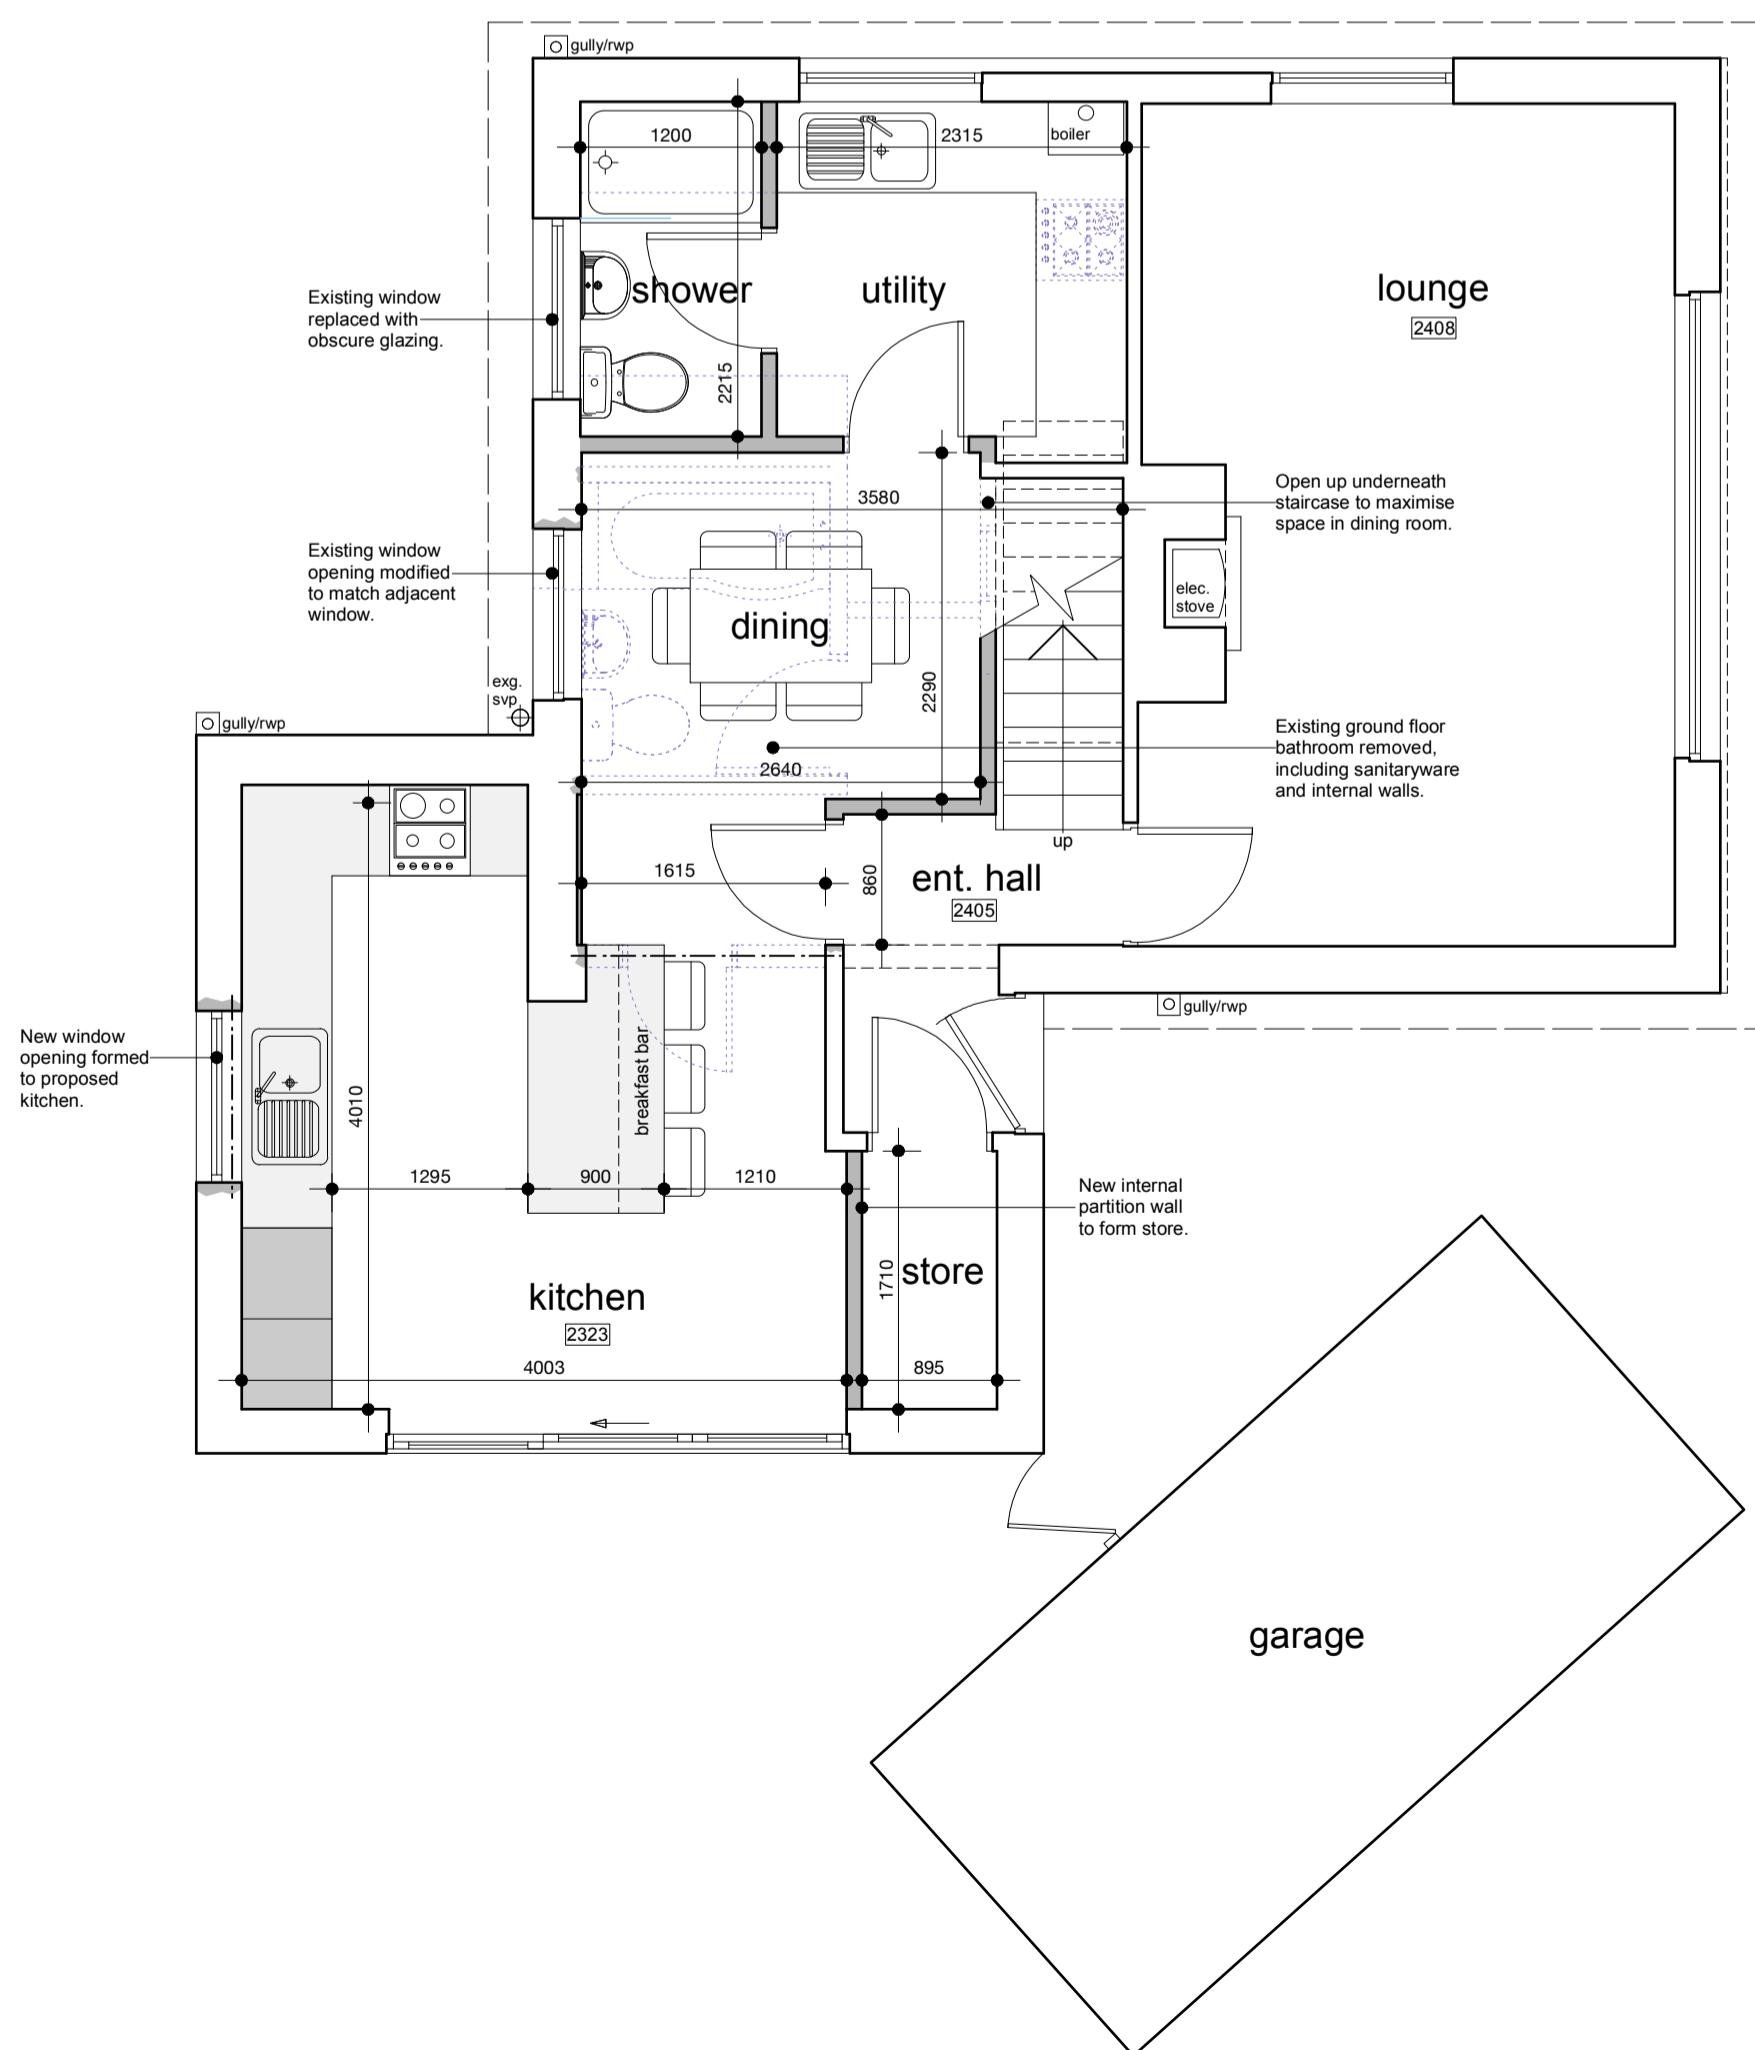 gully/rwp
1200
2315
boiler
shower
utility
lounge
2408
Existing window
replaced with
obscure glazing.
2215
3580
Open up underneath
staircase to maximise
space in dining room.
Existing window
opening modified
to match adjacent
window.
elec.
stove
dining
exg.
svp
2290
gully/rwp
Existing ground floor
bathroom removed,
including sanitaryware
and internal walls.
2640
up
1615
860
ent. hall
2405
gully/rwp
New window
opening formed
to proposed
kitchen.
4010
breakfast bar
1295
900
1210
New internal
partition wall
to form store.
1710
store
kitchen
2323
4003
895
garage